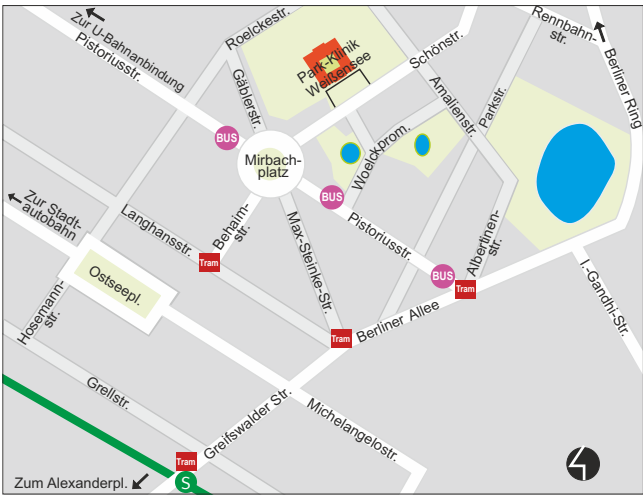 Zur U-Bahnanbindung
Pistoriusstr.
Roelckestr.
Gäblerstr.
Park-Klinik
Weißensee
Schönstr.
Amalienstr.
Rennbahn-
str.
Parkstr.
Berliner Ring
BUS
Mirbach-
platz
Woelckprom.
BUS
Zur Stadt-
autobahn
Langhansstr.
Behaim-
str.
Max-Steinke-Str.
Pistoriusstr.
Albertinen-
str.
BUS
Tram
Tram
Ostseepl.
I.-Gandhi-Str.
Hosemann-
str.
Tram
Berliner Allee
Grellstr.
Greifswalder Str.
Michelangelostr.
Tram
S
Zum Alexanderpl.